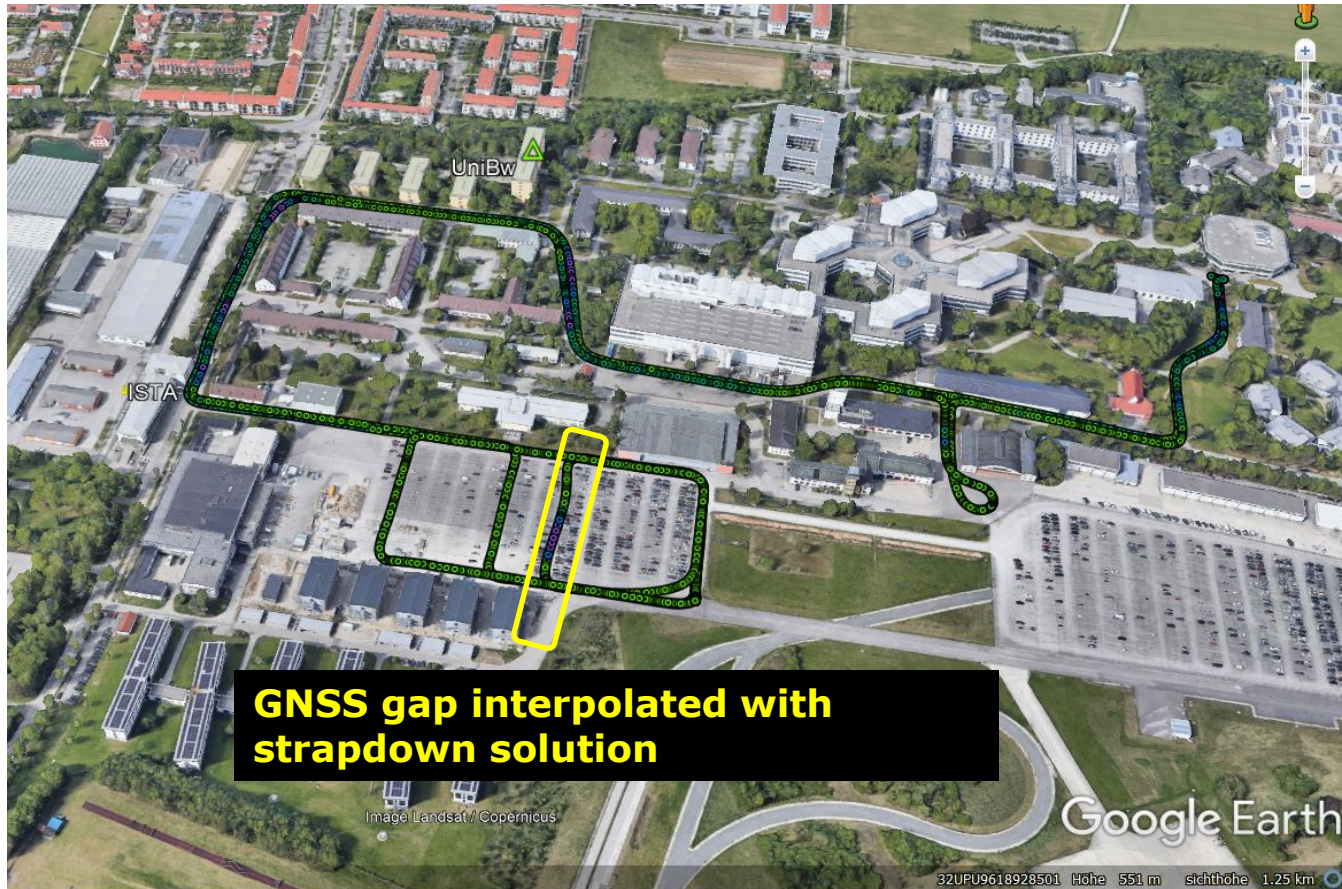 UniBw
ISTA
GNSS gap interpolated with
strapdown solution
Image Landsat / Copernicus
Google Earth
32UPU9618928501 Höhe 551 m sichthöhe 1.25 km